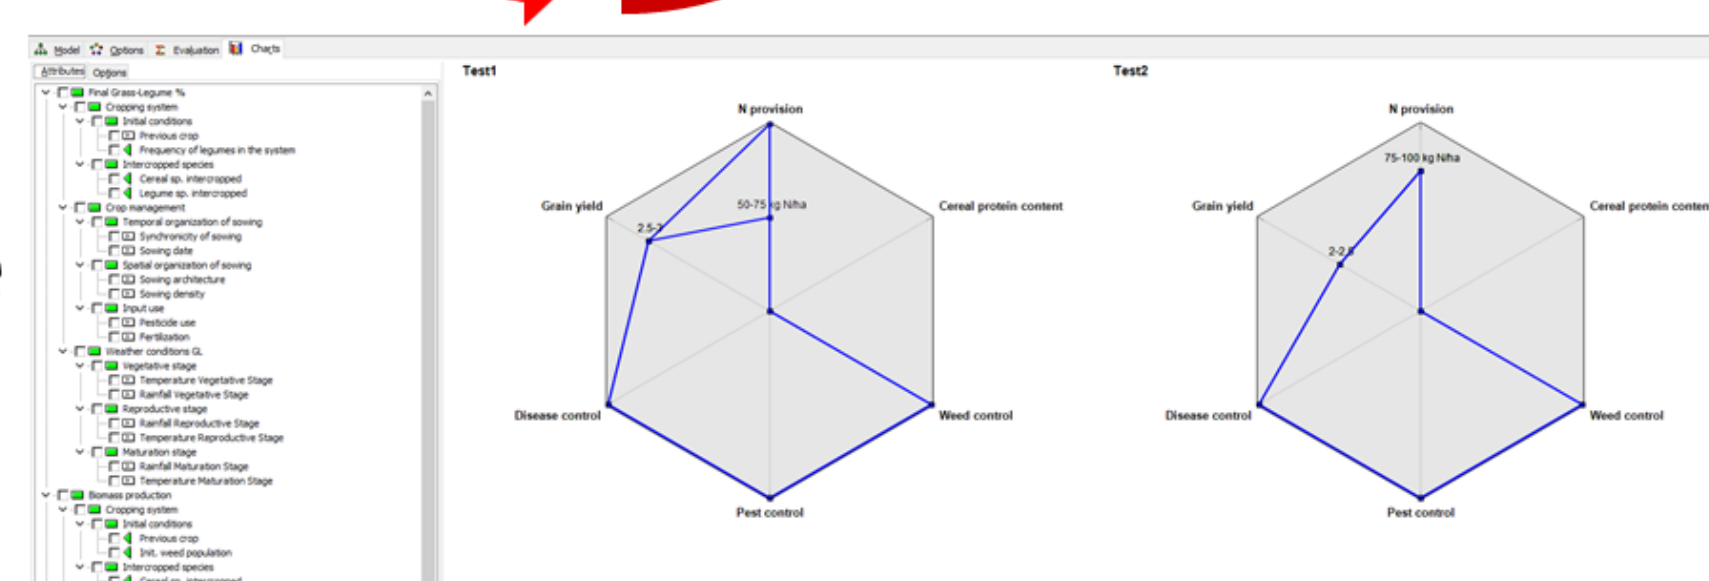 Model Options Evaluation Charts
Attributes Options
Final Grass-Legume %
Cropping system
Initial conditions
Previous crop
Frequency of legumes in the system
Intercropped species
Cereal sp. intercropped
Legume sp. intercropped
Crop management
Temporal organization of sowing
Synchronicity of sowing
Sowing date
Spatial organization of sowing
Sowing architecture
Sowing density
Input use
Pesticide use
Fertilization
Weather conditions GL
Vegetative stage
Temperature Vegetative Stage
Rainfall Vegetative Stage
Reproductive stage
Rainfall Reproductive Stage
Temperature Reproductive Stage
Maturation stage
Rainfall Maturation Stage
Temperature Maturation Stage
Biomass production
Cropping system
Initial conditions
Previous crop
Init. weed population
Intercropped species
Cereal sp. intercropped
Test1
N provision
50-75 kg N/ha
Grain yield
Cereal protein content
2.5-3
Disease control
Weed control
Pest control
Test2
N provision
75-100 kg N/ha
Grain yield
Cereal protein conten
2-2.5
Disease control
Weed control
Pest control